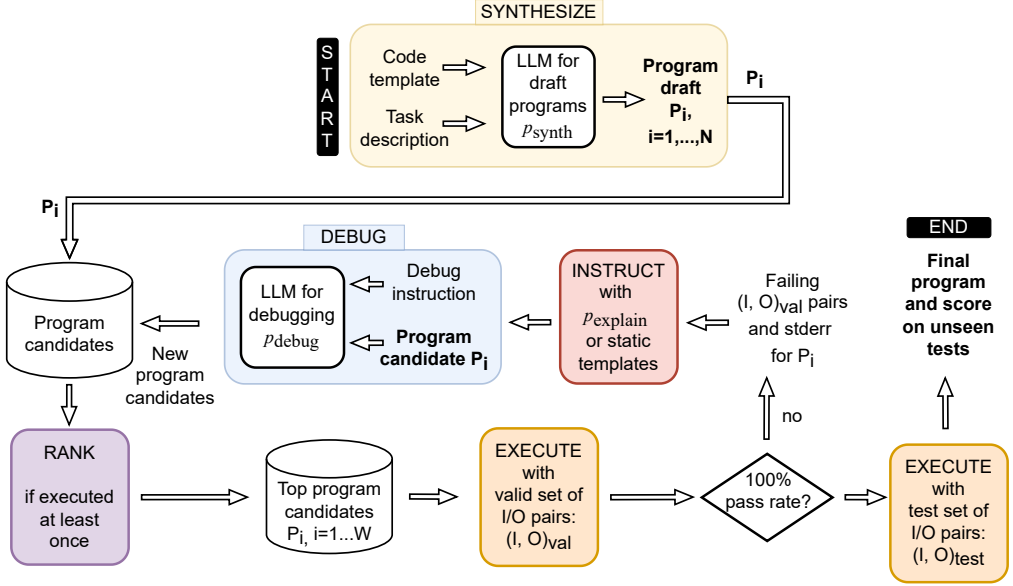 SYNTHESIZE
START
Code
template
Task
description
LLM for
draft
programs
p_synth
Program
draft
P_i,
i=1,...,N
P_i
P_i
END
Final
program
and score
on unseen
tests
DEBUG
LLM for
debugging
p_debug
Debug
instruction
Program
candidate P_i
INSTRUCT
with
p_explain
or static
templates
Failing
(I, O)_val pairs
and stderr
for P_i
Program
candidates
New
program
candidates
no
RANK
if executed
at least
once
Top program
candidates
P_i, i=1...W
EXECUTE
with
valid set of
I/O pairs:
(I, O)_val
100%
pass rate?
EXECUTE
with
test set of
I/O pairs:
(I, O)_test